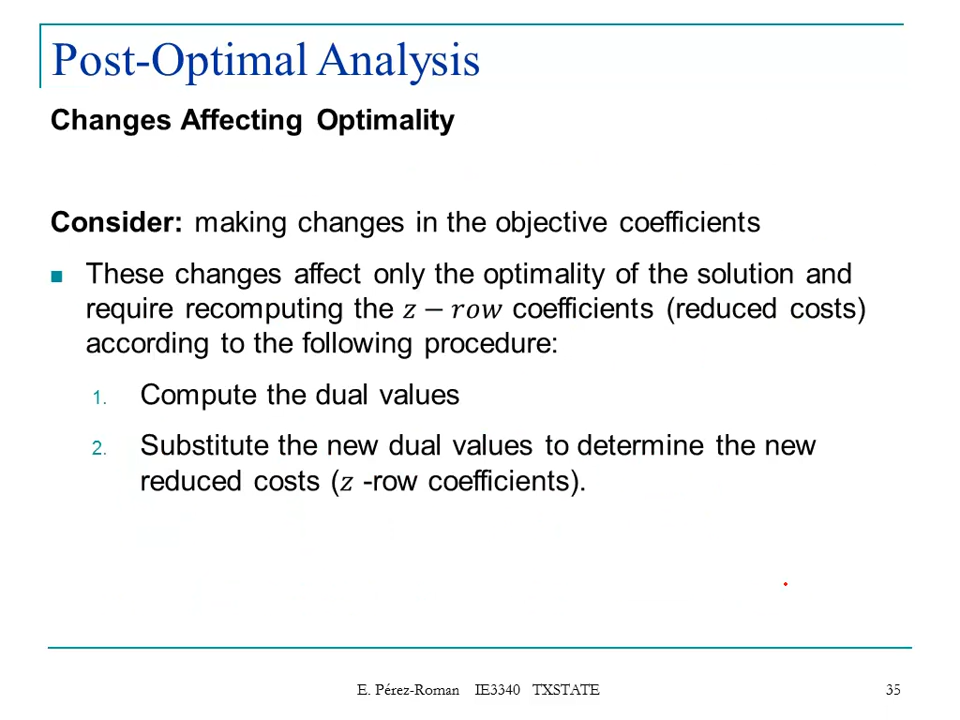 Post-Optimal Analysis
Changes Affecting Optimality
Consider: making changes in the objective coefficients
These changes affect only the optimality of the solution and
require recomputing the 𝑧 − 𝑟𝑜𝑤 coefficients (reduced costs)
according to the following procedure:
1. Compute the dual values
2. Substitute the new dual values to determine the new
reduced costs (𝑧 -row coefficients).
E. Pérez-Roman IE3340 TXSTATE 35